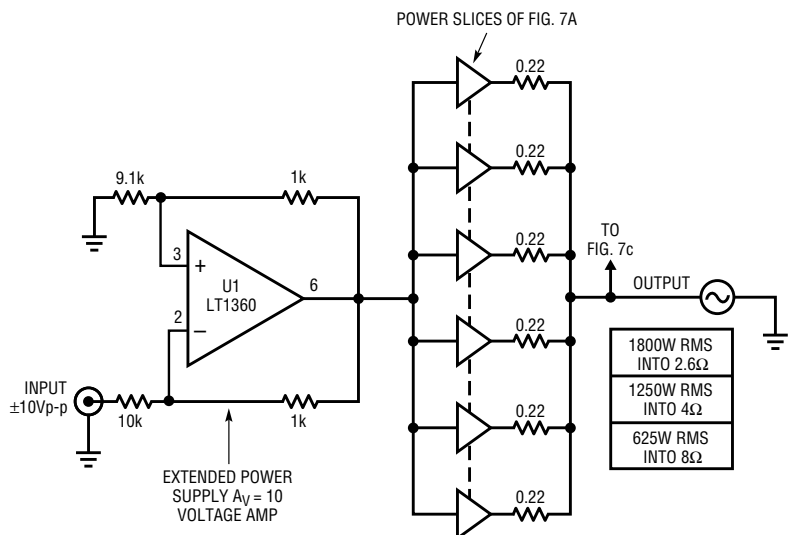 POWER SLICES OF FIG. 7A
0.22
0.22
0.22
0.22
0.22
0.22
9.1k
1k
3
+
U1
LT1360
6
2
–
INPUT
±10Vp-p
10k
1k
EXTENDED POWER
SUPPLY AV = 10
VOLTAGE AMP
TO
FIG. 7c
OUTPUT
1800W RMS
INTO 2.6Ω
1250W RMS
INTO 4Ω
625W RMS
INTO 8Ω